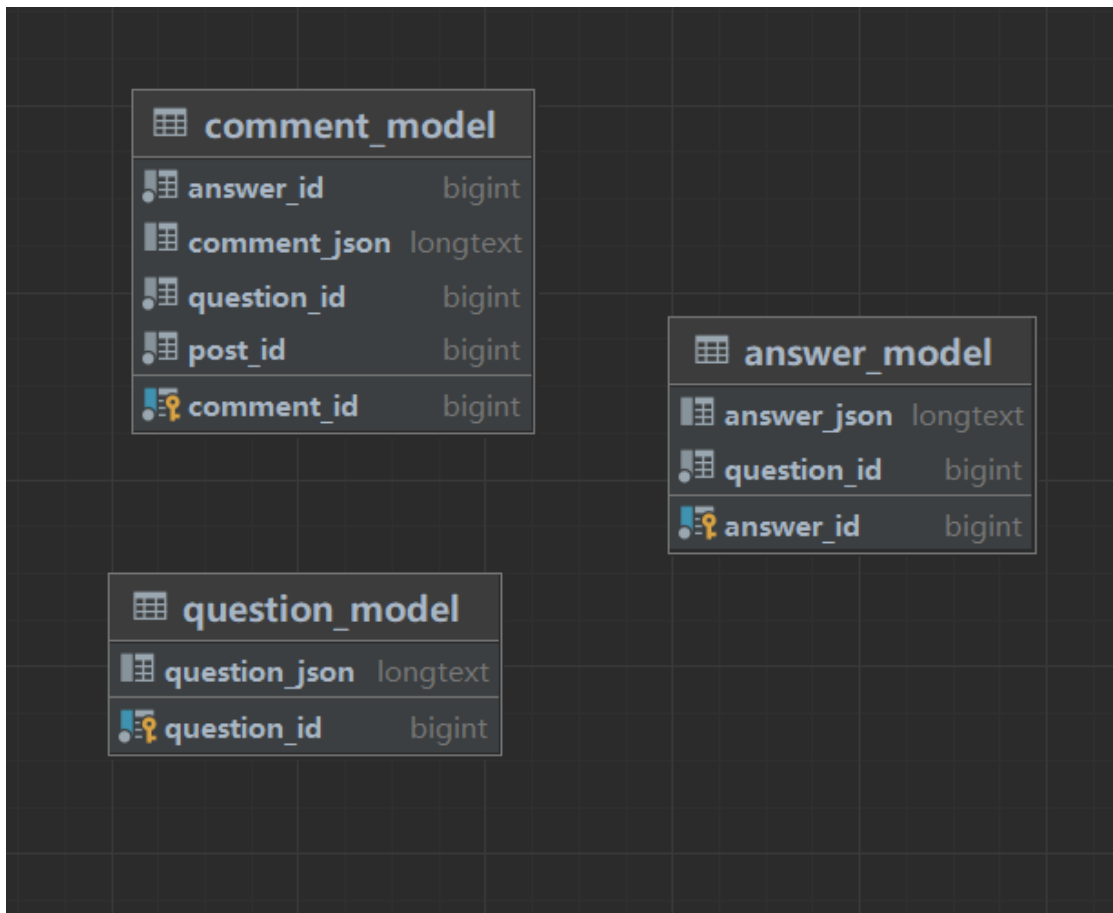 comment_model
answer_id bigint
comment_json longtext
question_id bigint
post_id bigint
comment_id bigint
answer_model
answer_json longtext
question_id bigint
answer_id bigint
question_model
question_json longtext
question_id bigint